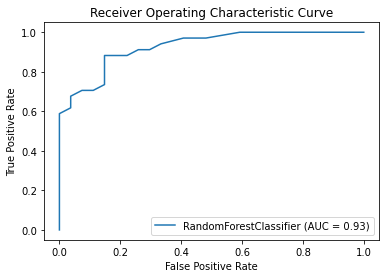 Receiver Operating Characteristic Curve
True Positive Rate
1.0
0.8
0.6
0.4
0.2
0.0
RandomForestClassifier (AUC = 0.93)
0.0 0.2 0.4 0.6 0.8 1.0
False Positive Rate